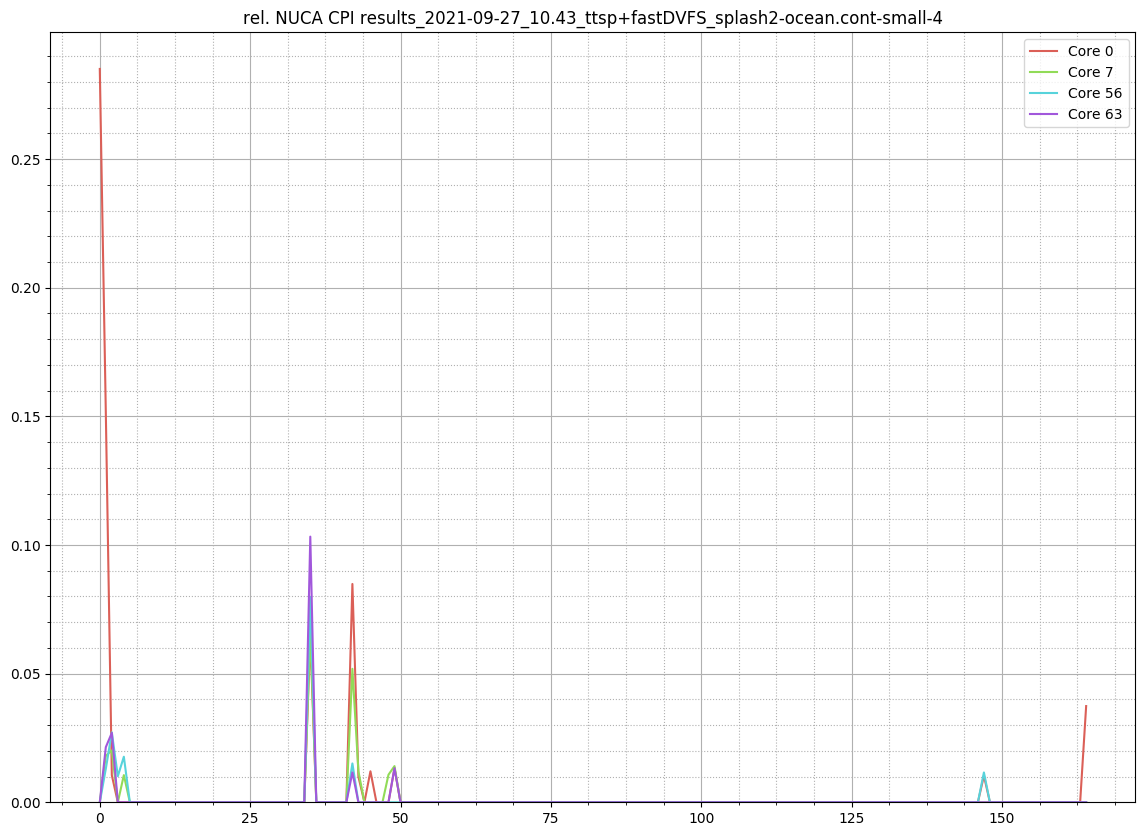 rel. NUCA CPI results_2021-09-27_10.43_ttsp+fastDVFS_splash2-ocean.cont-small-4
Core 0
Core 7
Core 56
Core 63
0.25
0.20
0.15
0.10
0.05
0.00
0 25 50 75 100 125 150